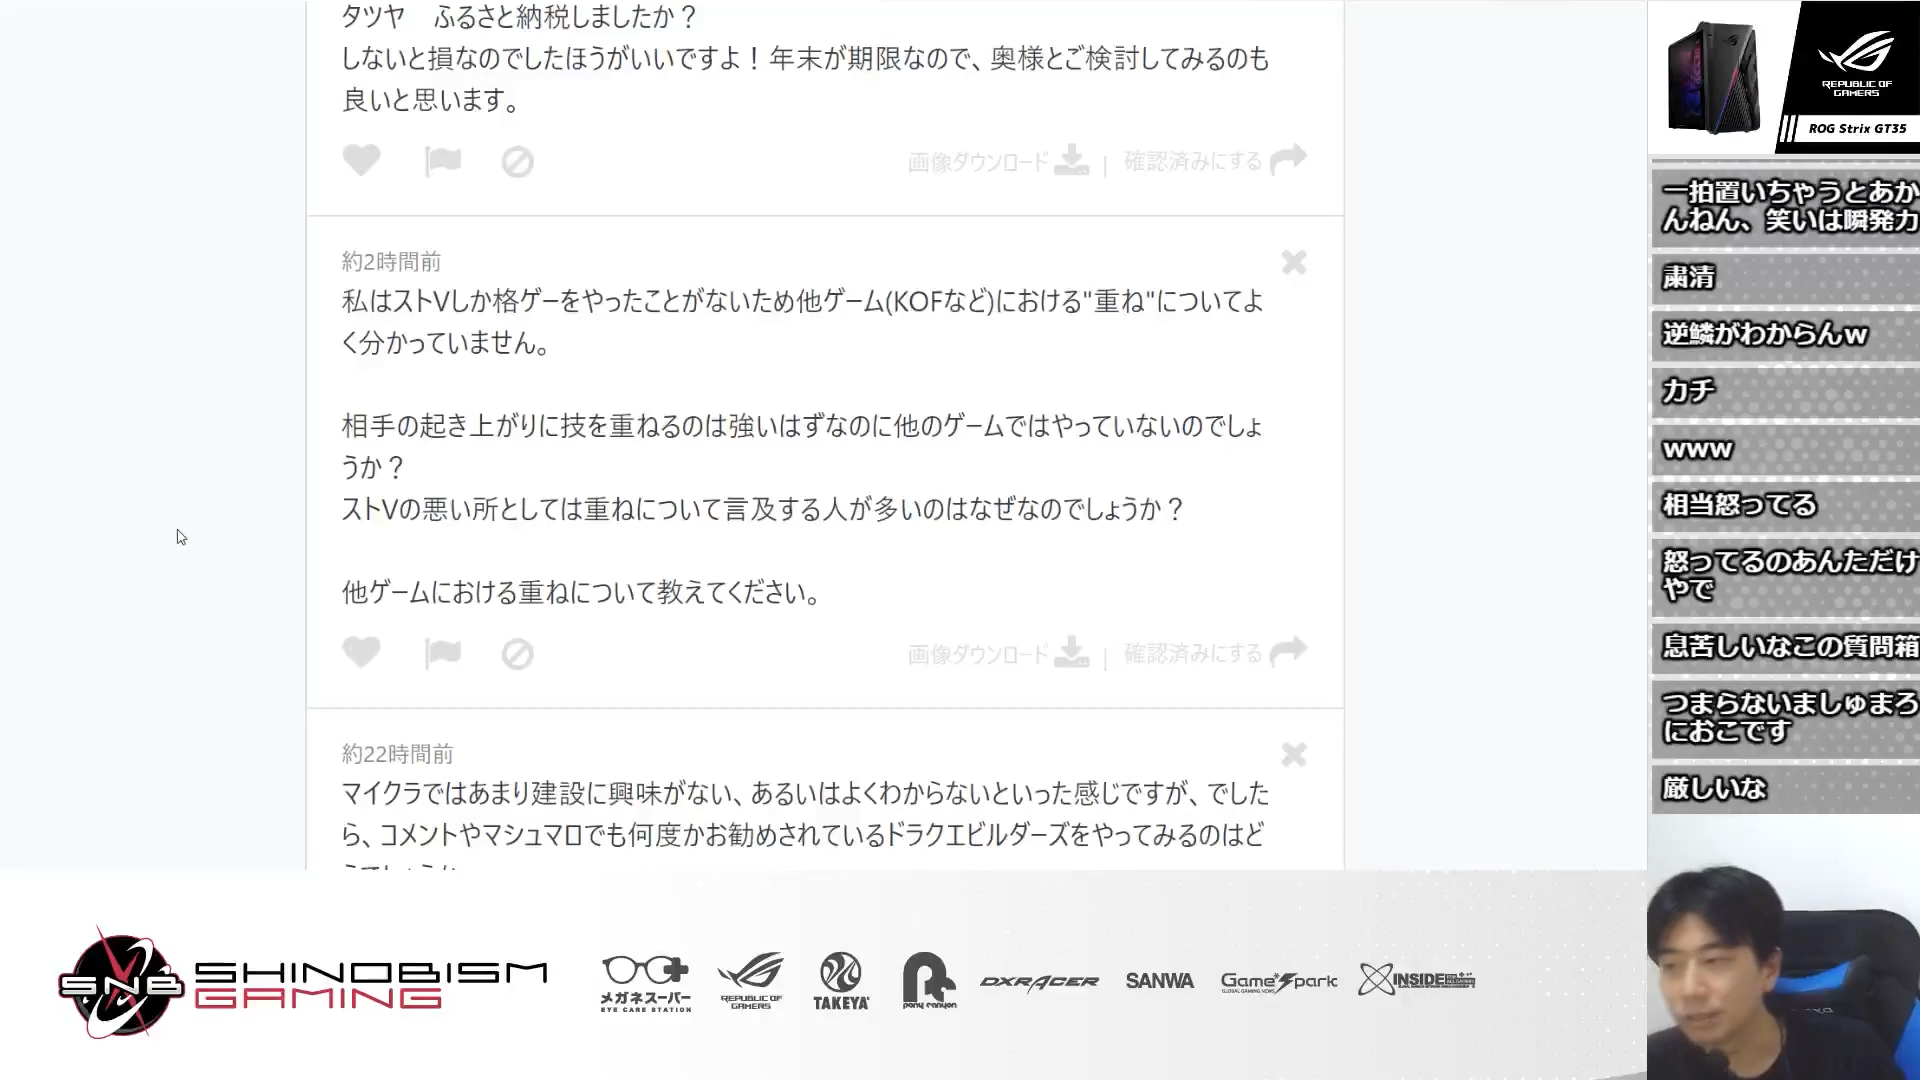 タツヤ　ふるさと納税しましたか？
しないと損なのでしたほうがいいですよ！年末が期限なので、奥様とご検討してみるのも
良いと思います。
画像ダウンロード | 確認済みにする
約2時間前
私はストVしか格ゲーをやったことがないため他ゲーム(KOFなど)における"重ね"についてよ
く分かっていません。
相手の起き上がりに技を重ねるのは強いはずなのに他のゲームではやっていないのでしょ
うか？
ストVの悪い所としては重ねについて言及する人が多いのはなぜなのでしょうか？
他ゲームにおける重ねについて教えてください。
画像ダウンロード | 確認済みにする
約22時間前
マイクラではあまり建設に興味がない、あるいはよくわからないといった感じですが、でした
ら、コメントやマシュマロでも何度かお勧めされているドラクエビルダーズをやってみるのはど
REPUBLIC OF
GAMERS
ROG Strix GT35
一拍置いちゃうとあか
んねん、笑いは瞬発力
粛清
逆鱗がわからんw
カチ
www
相当怒ってる
怒ってるのあんただけ
やで
息苦しいなこの質問箱
つまらないましゅまろ
におこです
厳しいな
SNB
SHINOBISM
GAMING
メガネスーパー
EYE CARE STATION
REPUBLIC OF
GAMERS
TAKEYA
pony canyon
DXRACER
SANWA
Game*Spark
GLOBAL GAMING NEWS
INSIDE